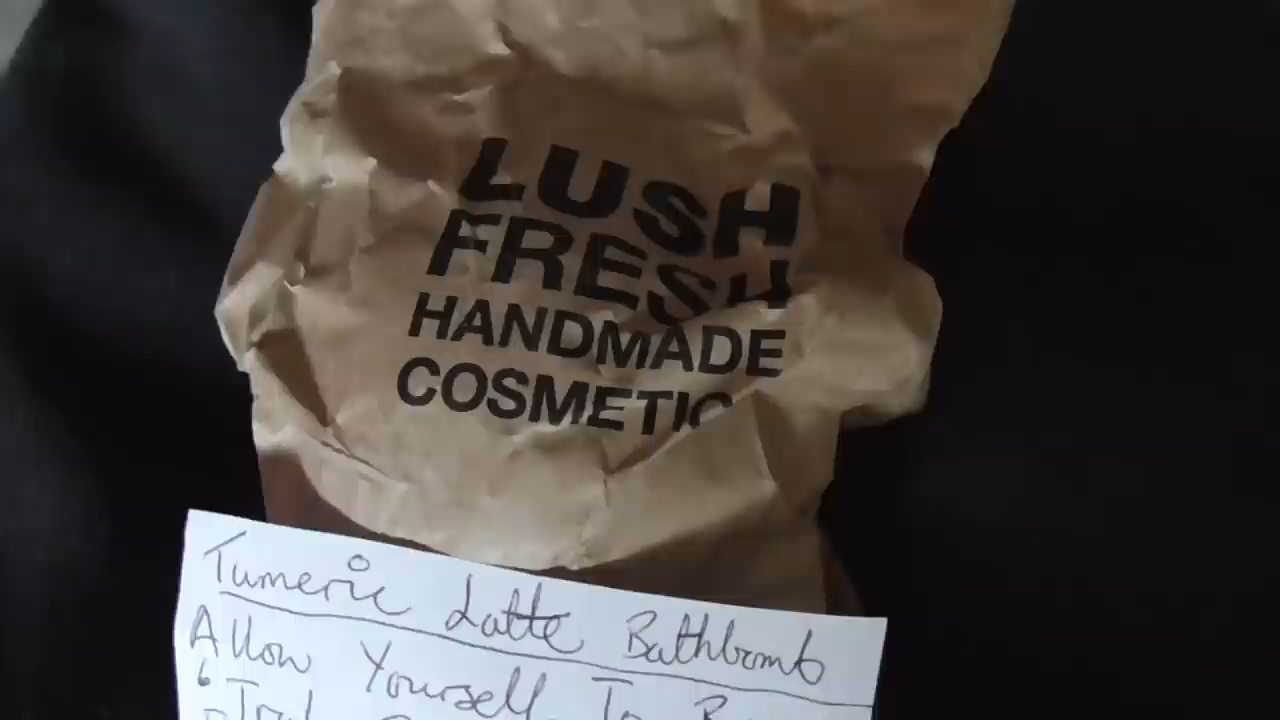 LUSH
FRESH
HANDMADE
COSMETIC
Tumeric Latte Bathbomb
Allow Yourself To